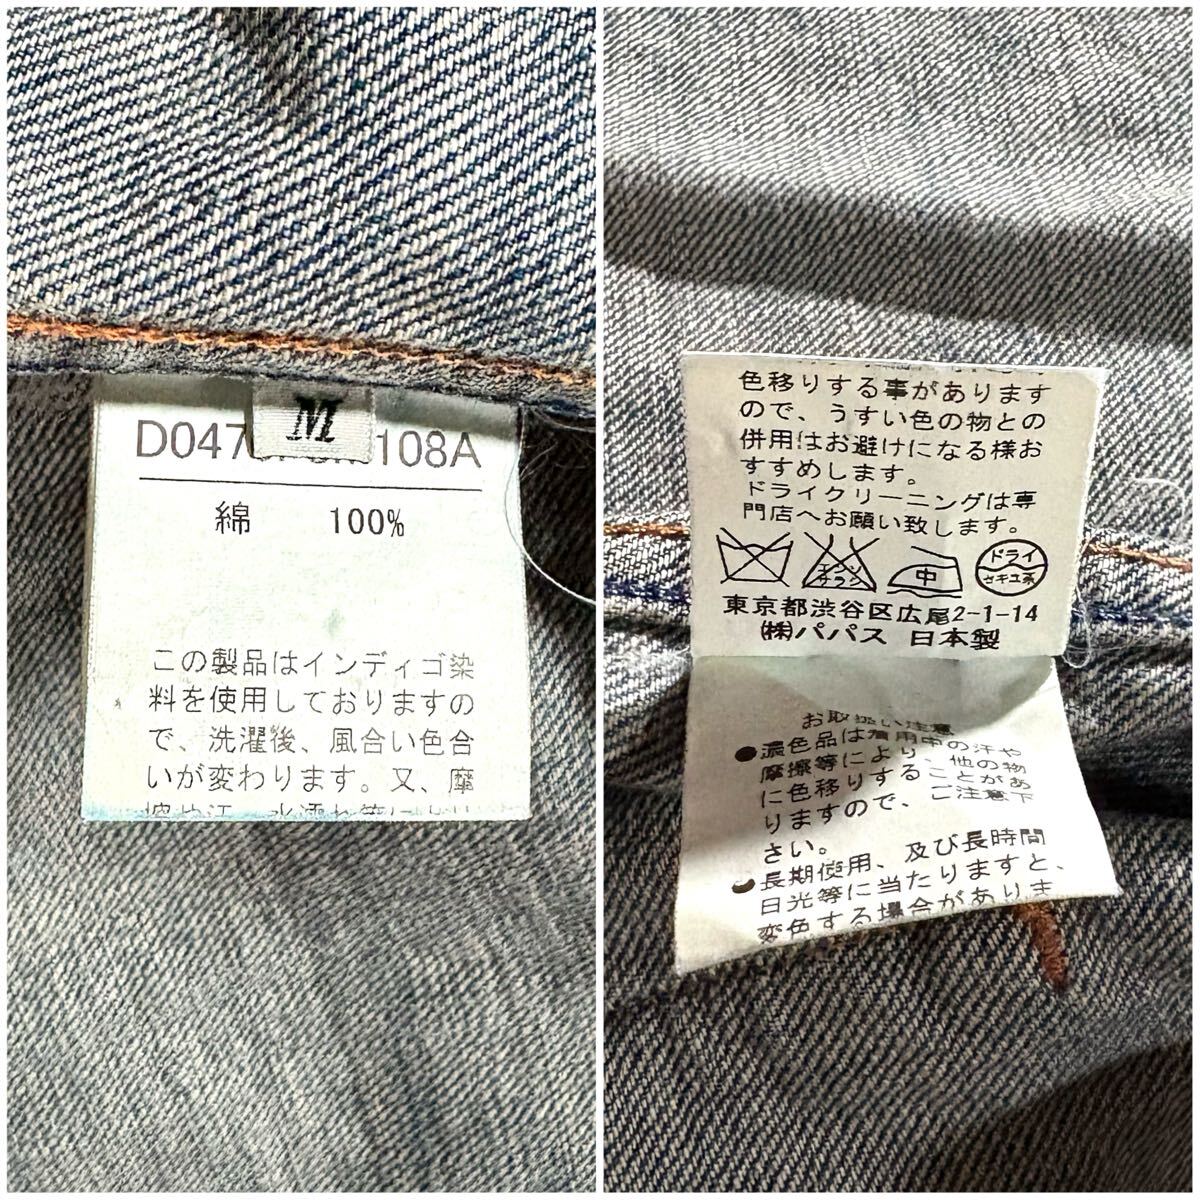 M
108A
綿 100%
この製品はインディゴ染
料を使用しておりますの
で、洗濯後、風合い色合
いが変わります。又、摩
色移りする事があります
ので、うすい色の物との
併用はお避けになる様お
すすめします。
ドライクリーニングは専
門店へお願い致します。
エンソ
サラシ
中
ドライ
セキユ系
東京都渋谷区広尾2-1-14
㈱パパス 日本製
お取扱い注意
●濃色品は着用中の汗や
摩擦等により、他の物
に色移りすることがあ
りますので、ご注意下
さい。
●長期使用、及び長時間
日光等に当たりますと、
変色する場合がありま